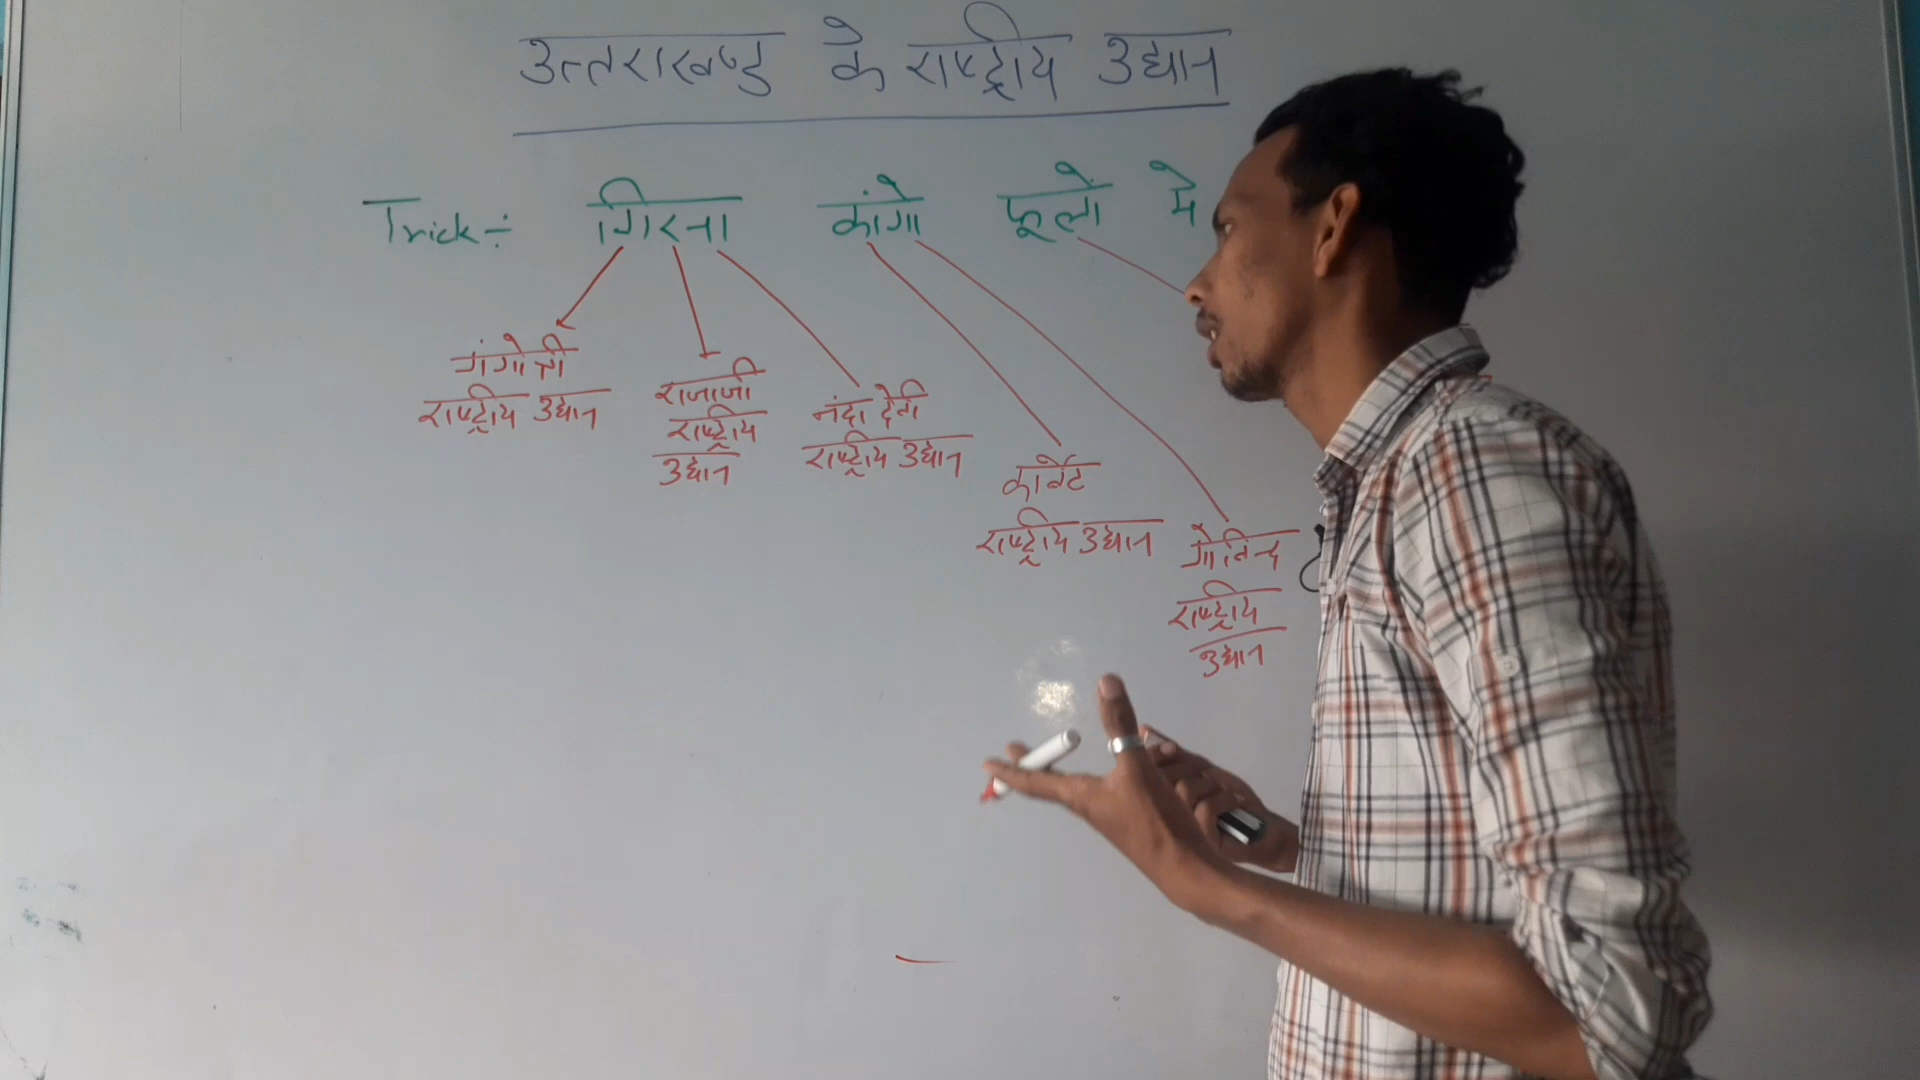 उत्तराखण्ड के राष्ट्रीय उद्यान
Trick:- गिरना कांगो फूलों मे
गंगोत्री
राष्ट्रीय उद्यान
राजाजी
राष्ट्रीय
उद्यान
नंदा देवी
राष्ट्रीय उद्यान
कार्बेट
राष्ट्रीय उद्यान
गोविन्द
राष्ट्रीय
उद्यान